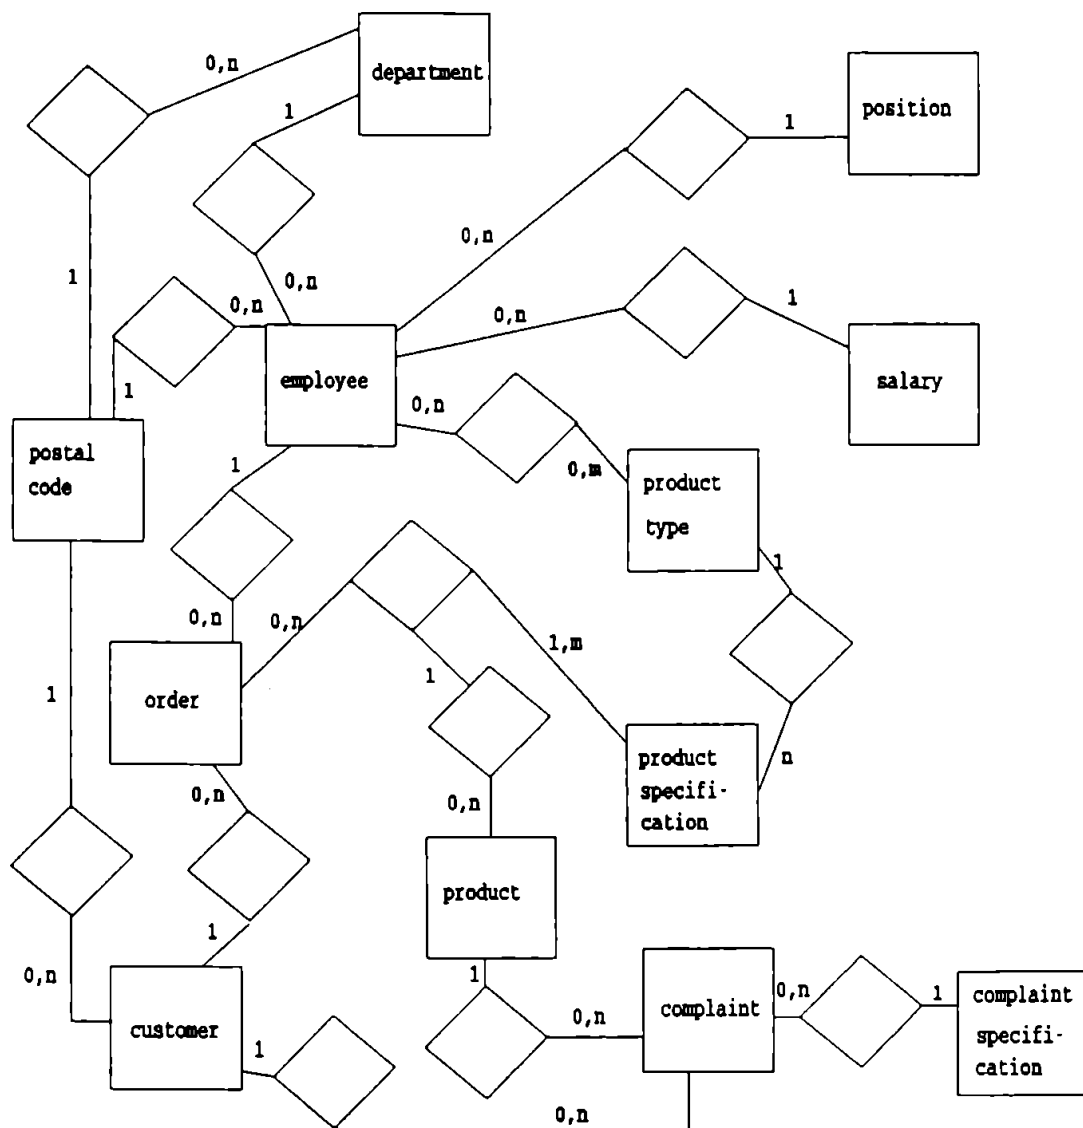 department
0,n
1
position
1
0,n
0,n
1
0,n
0,n
1
1
employee
salary
postal
code
0,n
0,m
product
type
1
1
0,n
0,n
1,m
1
order
1
1
n
product
specifi-
cation
0,n
0,n
product
1
0,n
1
0,n
complaint
0,n
1
complaint
specifi-
cation
customer
1
0,n